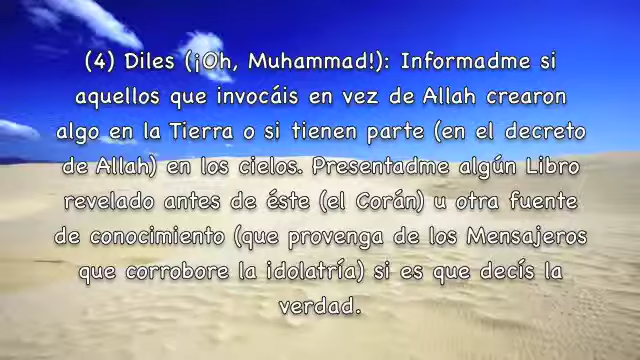 (4) Diles (¡Oh, Muhammad!): Informadme si
aquellos que invocáis en vez de Allah crearon
algo en la Tierra o si tienen parte (en el decreto
de Allah) en los cielos. Presentadme algún Libro
revelado antes de éste (el Corán) u otra fuente
de conocimiento (que provenga de los Mensajeros
que corrobore la idolatría) si es que decís la
verdad.